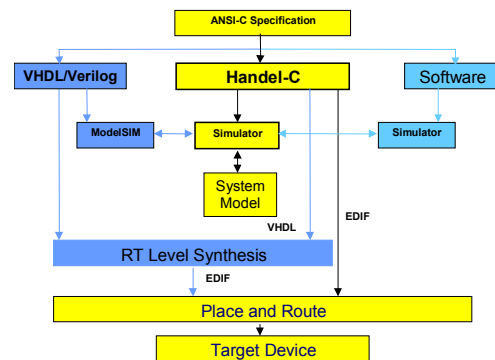 ANSI-C Specification
VHDL/Verilog
Handel-C
Software
ModelSIM
Simulator
Simulator
System
Model
EDIF
VHDL
RT Level Synthesis
EDIF
Place and Route
Target Device